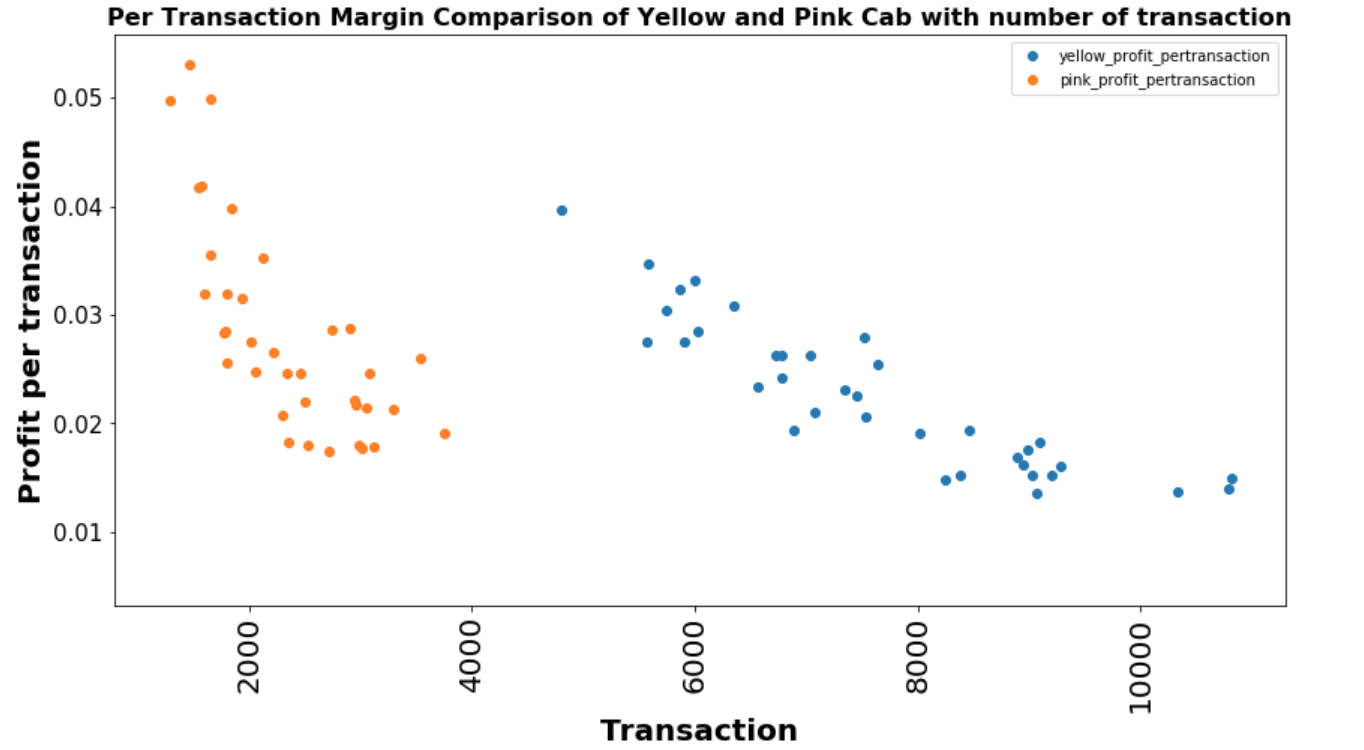 Per Transaction Margin Comparison of Yellow and Pink Cab with number of transaction
yellow_profit_pertransaction
pink_profit_pertransaction
Profit per transaction
0.05
0.04
0.03
0.02
0.01
2000
4000
6000
8000
10000
Transaction